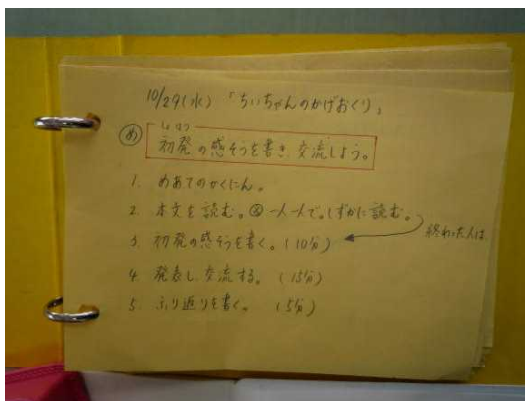 10/29(水) 「ちいちゃんのかげおくり」
しょはつ
め 初発の感そうを書き、交流しよう。
1. めあてのかくにん。
2. 本文を読む。 一人一人で。しずかに読む。
終わった人は
3. 初発の感そうを書く。(10分)
4. 発表し、交流する。(15分)
5. ふり返りを書く。(5分)